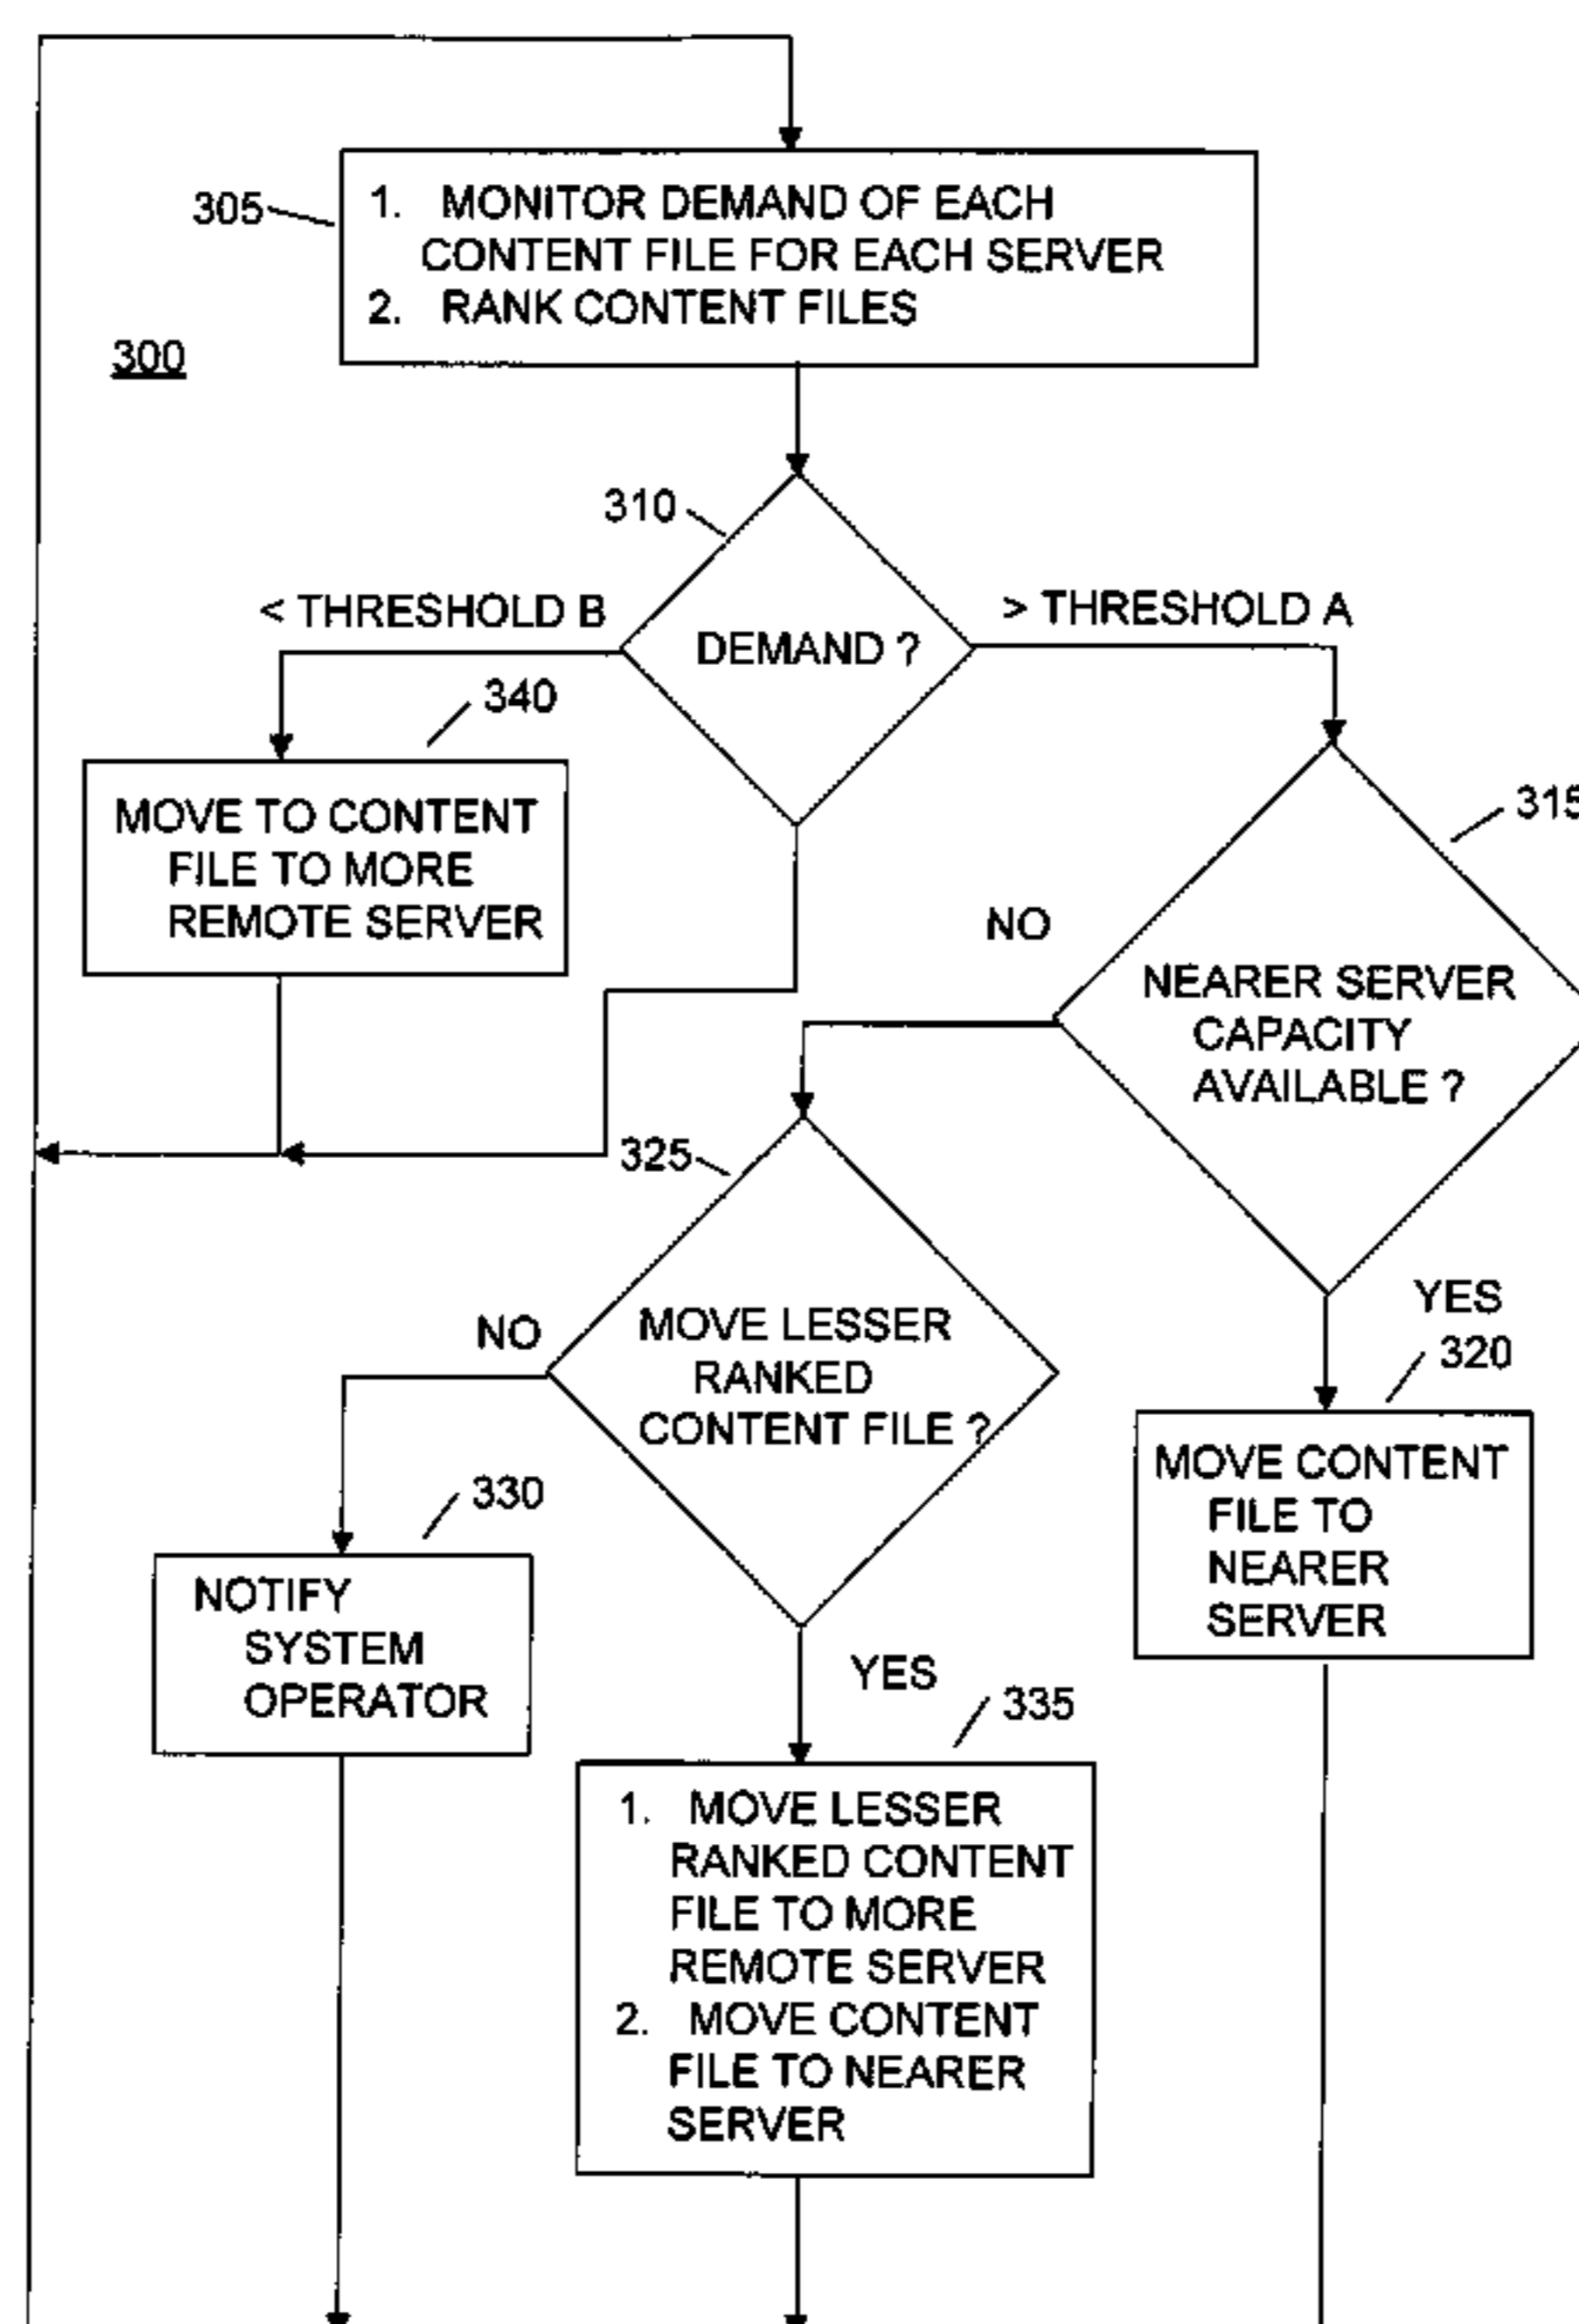 305
1. MONITOR DEMAND OF EACH
CONTENT FILE FOR EACH SERVER
2. RANK CONTENT FILES
300
310
< THRESHOLD B
> THRESHOLD A
DEMAND ?
340
MOVE TO CONTENT
FILE TO MORE
REMOTE SERVER
315
NO
NEARER SERVER
CAPACITY
AVAILABLE ?
325
YES
NO
MOVE LESSER
RANKED
CONTENT FILE ?
320
MOVE CONTENT
FILE TO
NEARER
SERVER
330
NOTIFY
SYSTEM
OPERATOR
YES
335
1. MOVE LESSER
RANKED CONTENT
FILE TO MORE
REMOTE SERVER
2. MOVE CONTENT
FILE TO NEARER
SERVER